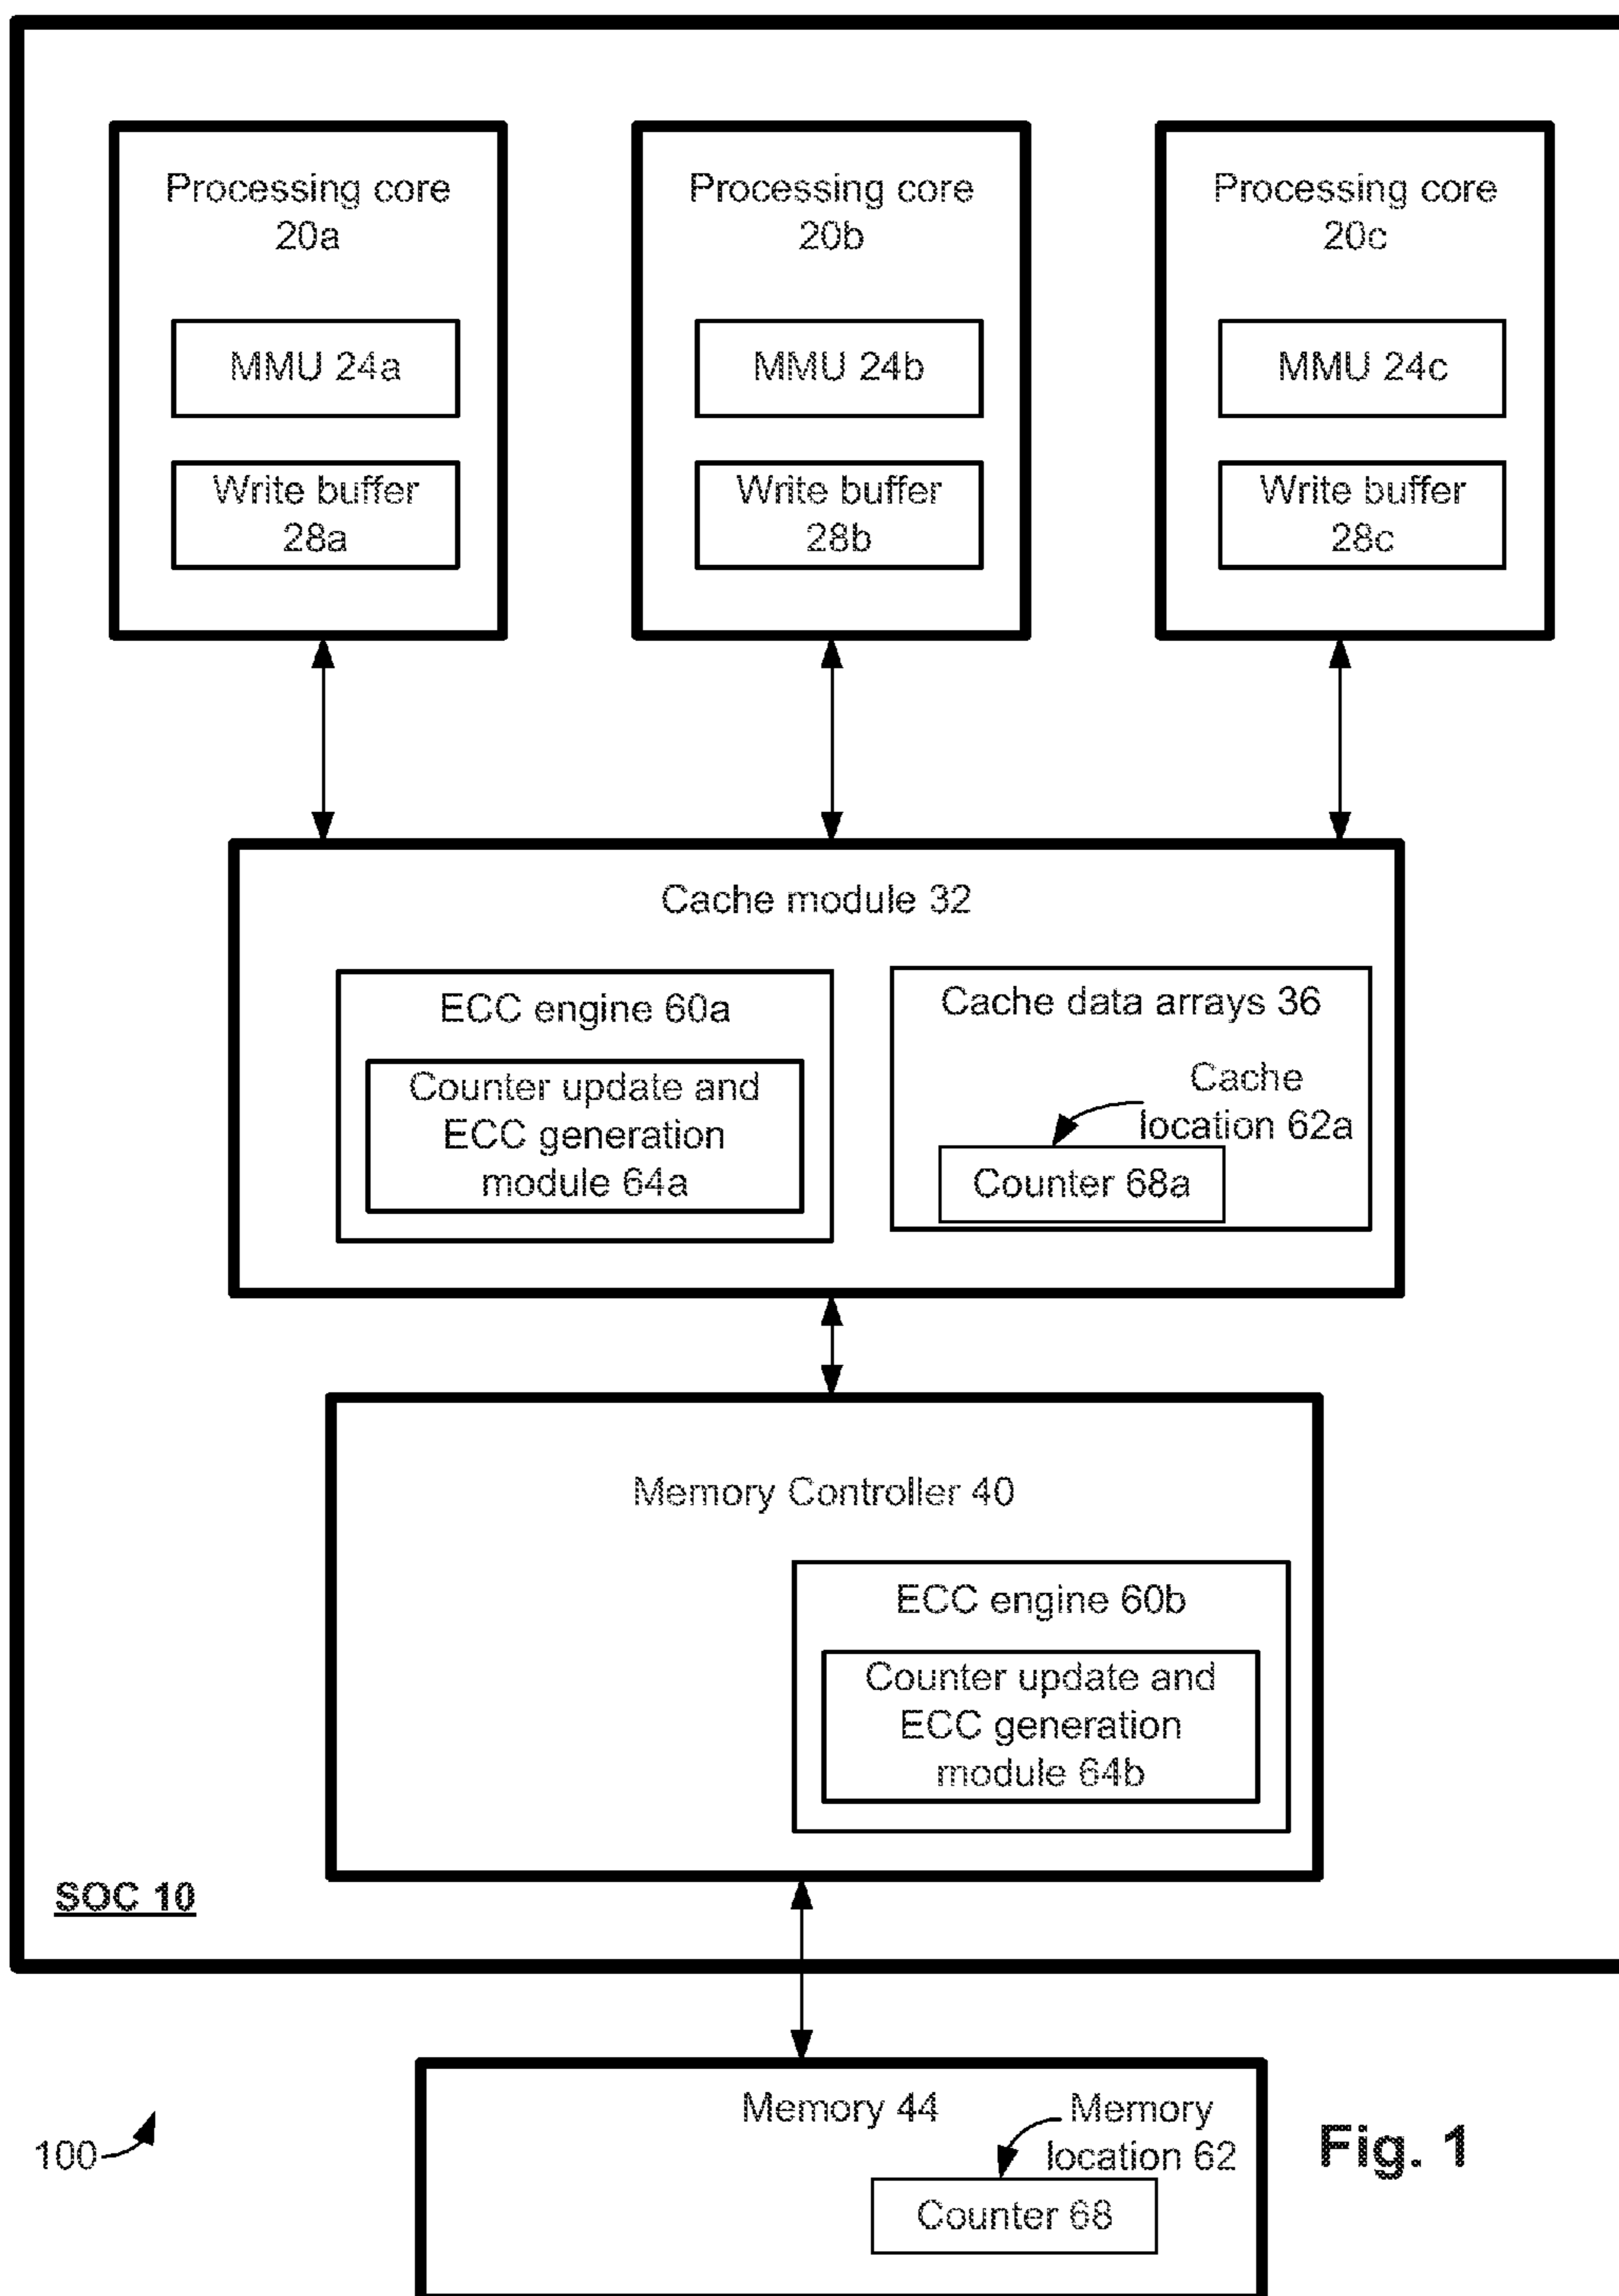 Processing core
20a
MMU 24a
Write buffer
28a
Processing core
20b
MMU 24b
Write buffer
28b
Processing core
20c
MMU 24c
Write buffer
28c
Cache module 32
ECC engine 60a
Counter update and
ECC generation
module 64a
Cache data arrays 36
Cache
location 62a
Counter 68a
Memory Controller 40
ECC engine 60b
Counter update and
ECC generation
module 64b
SOC 10
Memory 44
Memory
location 62
Counter 68
100
Fig. 1